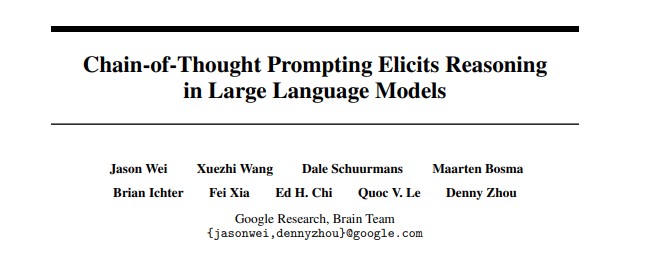 Chain-of-Thought Prompting Elicits Reasoning
in Large Language Models
Jason Wei Xuezhi Wang Dale Schuurmans Maarten Bosma
Brian Ichter Fei Xia Ed H. Chi Quoc V. Le Denny Zhou
Google Research, Brain Team
{jasonwei,dennyzhou}@google.com